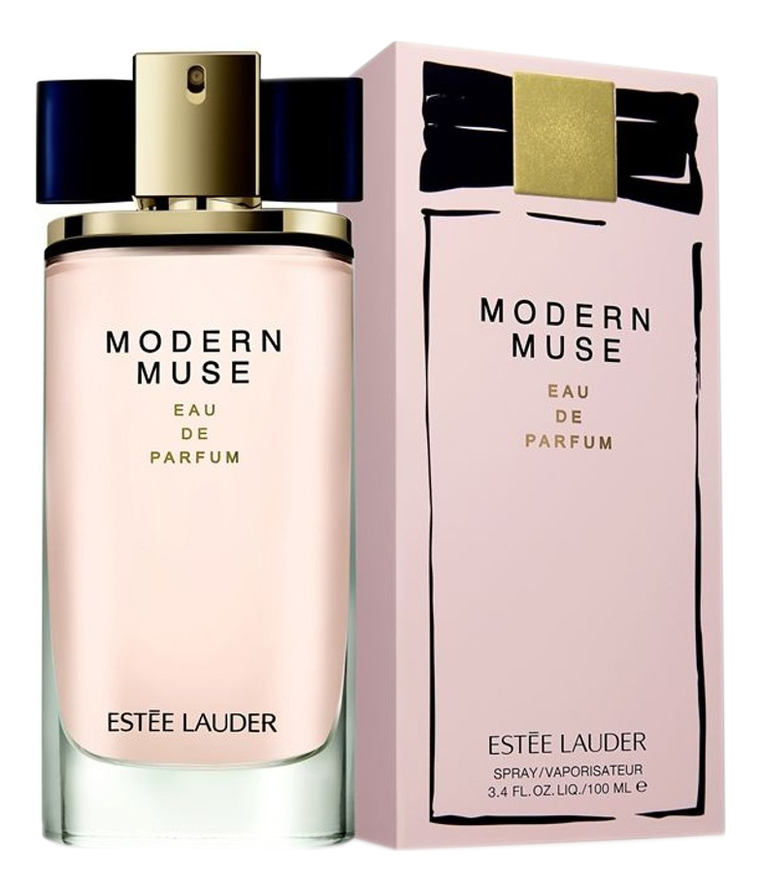 MODERN
MUSE
EAU
DE
PARFUM
ESTĒE LAUDER
MODERN
MUSE
EAU
DE
PARFUM
ESTĒE LAUDER
SPRAY/VAPORISATEUR
3.4 FL.OZ.LIQ./100 ML ℮